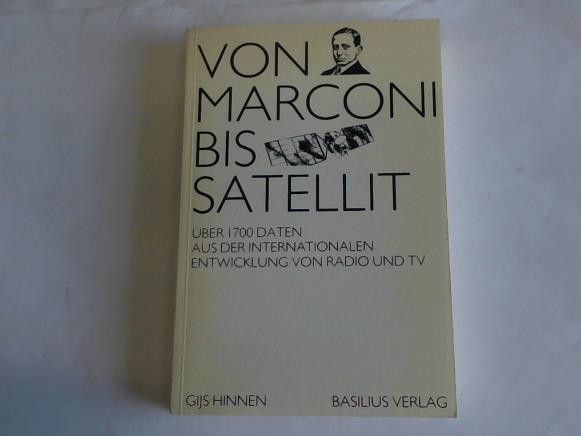 VON
MARCONI
BIS
SATELLIT
ÜBER 1700 DATEN
AUS DER INTERNATIONALEN
ENTWICKLUNG VON RADIO UND TV
GIJS HINNEN BASILIUS VERLAG